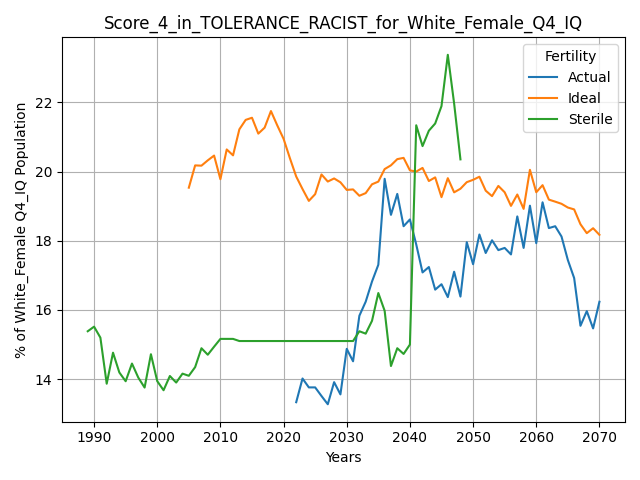 Score_4_in_TOLERANCE_RACIST_for_White_Female_Q4_IQ
Fertility
Actual
Ideal
Sterile
% of White_Female Q4_IQ Population
22
20
18
16
14
1990 2000 2010 2020 2030 2040 2050 2060 2070
Years